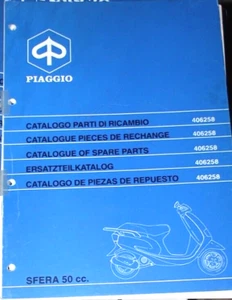 PIAGGIO
CATALOGO PARTI DI RICAMBIO 406258
CATALOGUE PIECES DE RECHANGE 406258
CATALOGUE OF SPARE PARTS 406258
ERSATZTEILKATALOG 406258
CATALOGO DE PIEZAS DE REPUESTO 406258
SFERA 50 cc.